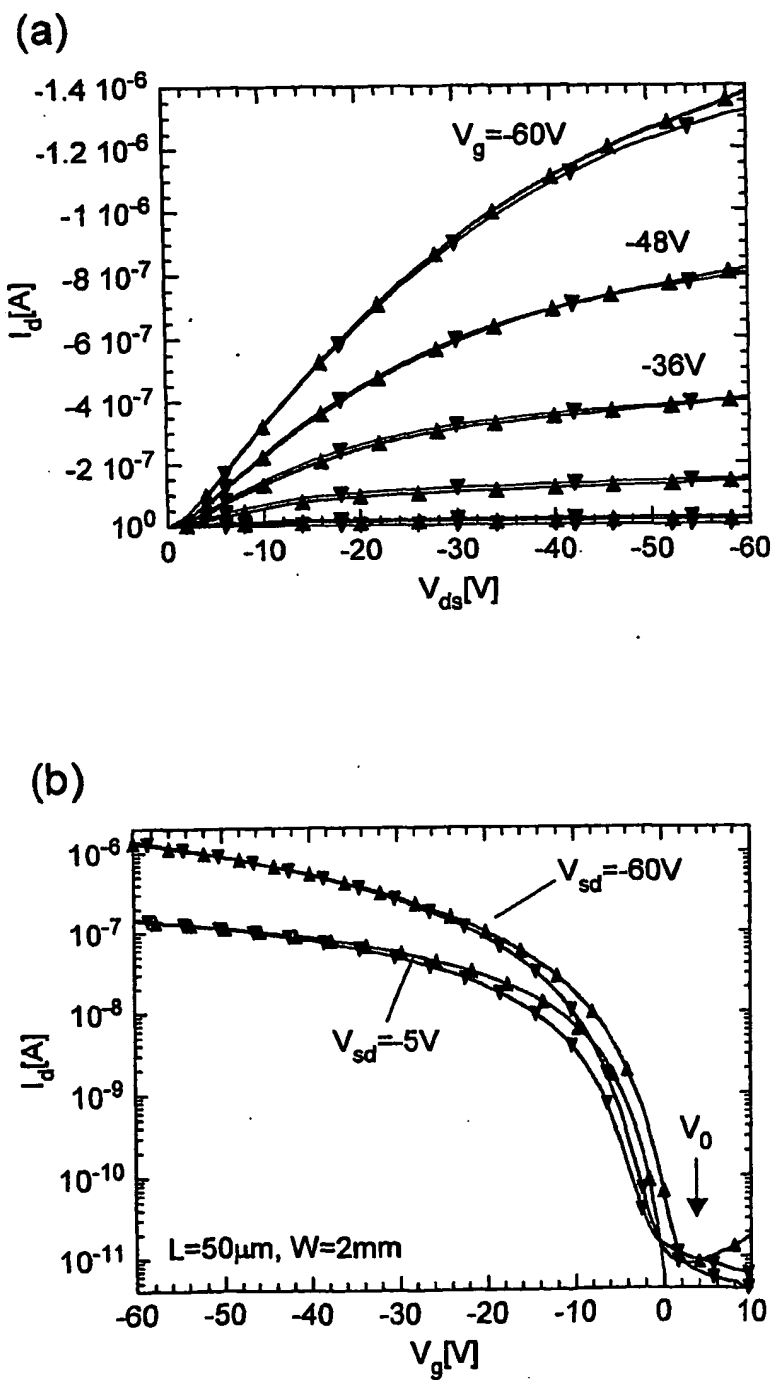 (a)
-1.4 10⁻⁶
-1.2 10⁻⁶
-1 10⁻⁶
-8 10⁻⁷
-6 10⁻⁷
-4 10⁻⁷
-2 10⁻⁷
10⁰
I_d[A]
V_g=-60V
-48V
-36V
0 -10 -20 -30 -40 -50 -60
V_ds[V]
(b)
10⁻⁶
10⁻⁷
10⁻⁸
10⁻⁹
10⁻¹⁰
10⁻¹¹
I_d[A]
V_sd=-60V
V_sd=-5V
V_0
L=50μm, W=2mm
-60 -50 -40 -30 -20 -10 0 10
V_g[V]